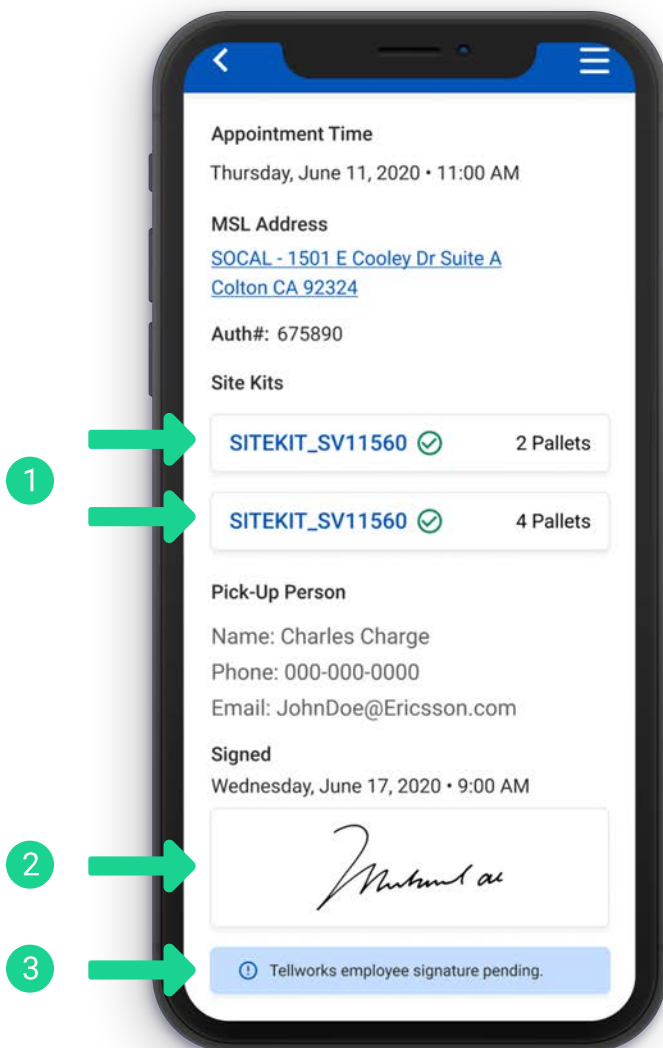 Appointment Time
Thursday, June 11, 2020 • 11:00 AM
MSL Address
SOCAL - 1501 E Cooley Dr Suite A
Colton CA 92324
Auth#: 675890
Site Kits
1
SITEKIT_SV11560 2 Pallets
SITEKIT_SV11560 4 Pallets
Pick-Up Person
Name: Charles Charge
Phone: 000-000-0000
Email: JohnDoe@Ericsson.com
Signed
Wednesday, June 17, 2020 • 9:00 AM
2
3
Tellworks employee signature pending.